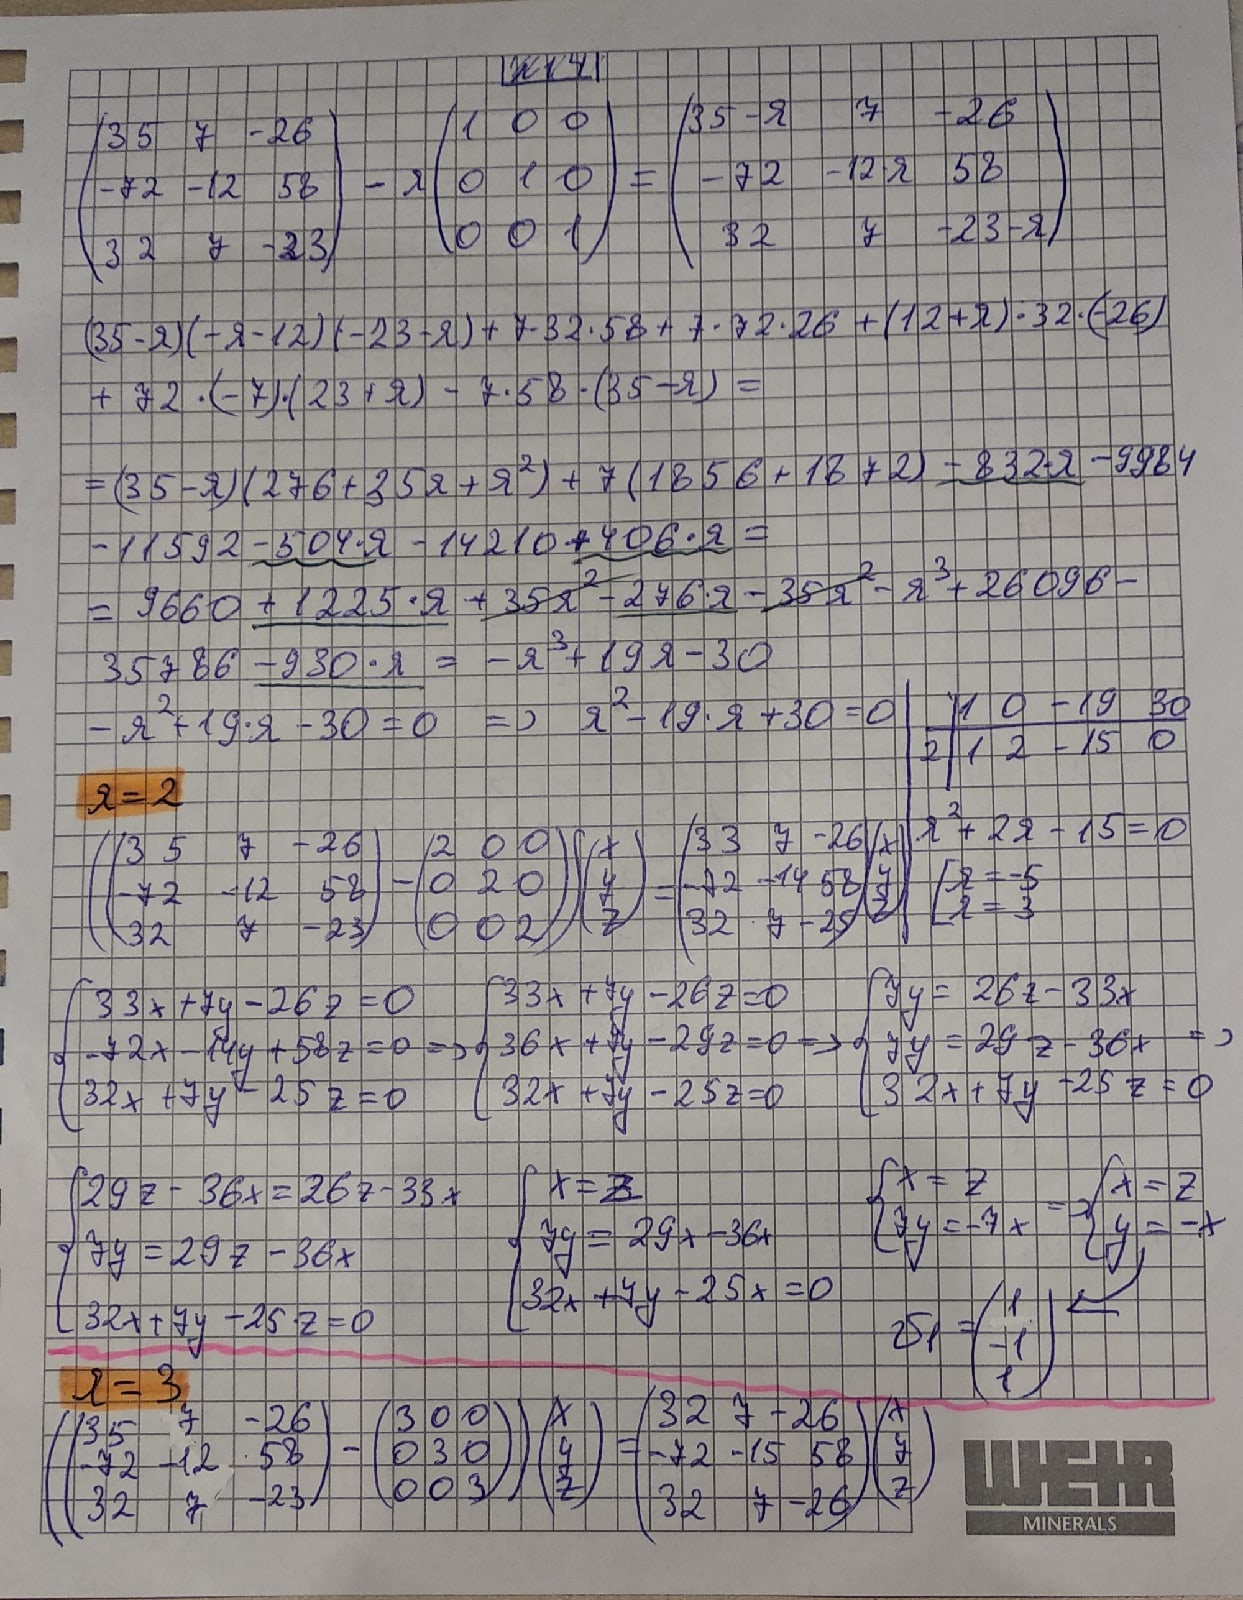 (35 7 -26) (1 0 0) (35-λ 7 -26)
(-72 -12 58) - λ (0 1 0) = (-72 -12λ 58)
(32 7 -23) (0 0 1) (32 7 -23-λ)
(35-λ)(-λ-12)(-23-λ)+7·32·58+7·72·26+(12+λ)·32·(-26)
+ 72·(-7)·(23+λ) - 7·58·(35-λ) =
=(35-λ)(276+35λ+λ²)+7(1856+1872)-832·λ-9984
-11592-504·λ-14210+406·λ=
= 9660+1225·λ+35λ²-276·λ-35λ²-λ³+26096-
35786-930·λ = -λ³+19λ-30
-λ²+19·λ-30=0 => λ²-19·λ+30=0
1 0 -19 30
2 1 2 -15 0
λ²+2λ-15=0
[λ=-5
[λ=3
λ=2
((35 7 -26) (2 0 0)) (x) (33 7 -26) (x)
((-72 -12 58) - (0 2 0)) (y) = (-72 -14 58) (y)
((32 7 -23) (0 0 2)) (z) (32 7 -25) (z)
{33x+7y-26z=0 {33x+7y-26z=0 {7y=26z-33x
{-72x-14y+58z=0 => {36x+7y-29z=0 => {7y=29z-36x =>
{32x+7y-25z=0 {32x+7y-25z=0 {32x+7y-25z=0
{29z-36x=26z-33x {x=z {x=z {x=z
{7y=29z-36x {7y=29x-36x {7y=-7x => {y=-x
{32x+7y-25z=0 {32x+7y-25x=0
(1)
= (-1)
(1)
λ=3
((35 7 -26) (3 0 0)) (x) (32 7 -26) (x)
((-72 -12 58) - (0 3 0)) (y) = (-72 -15 58) (y)
((32 7 -23) (0 0 3)) (z) (32 7 -26) (z)
WEIR
MINERALS